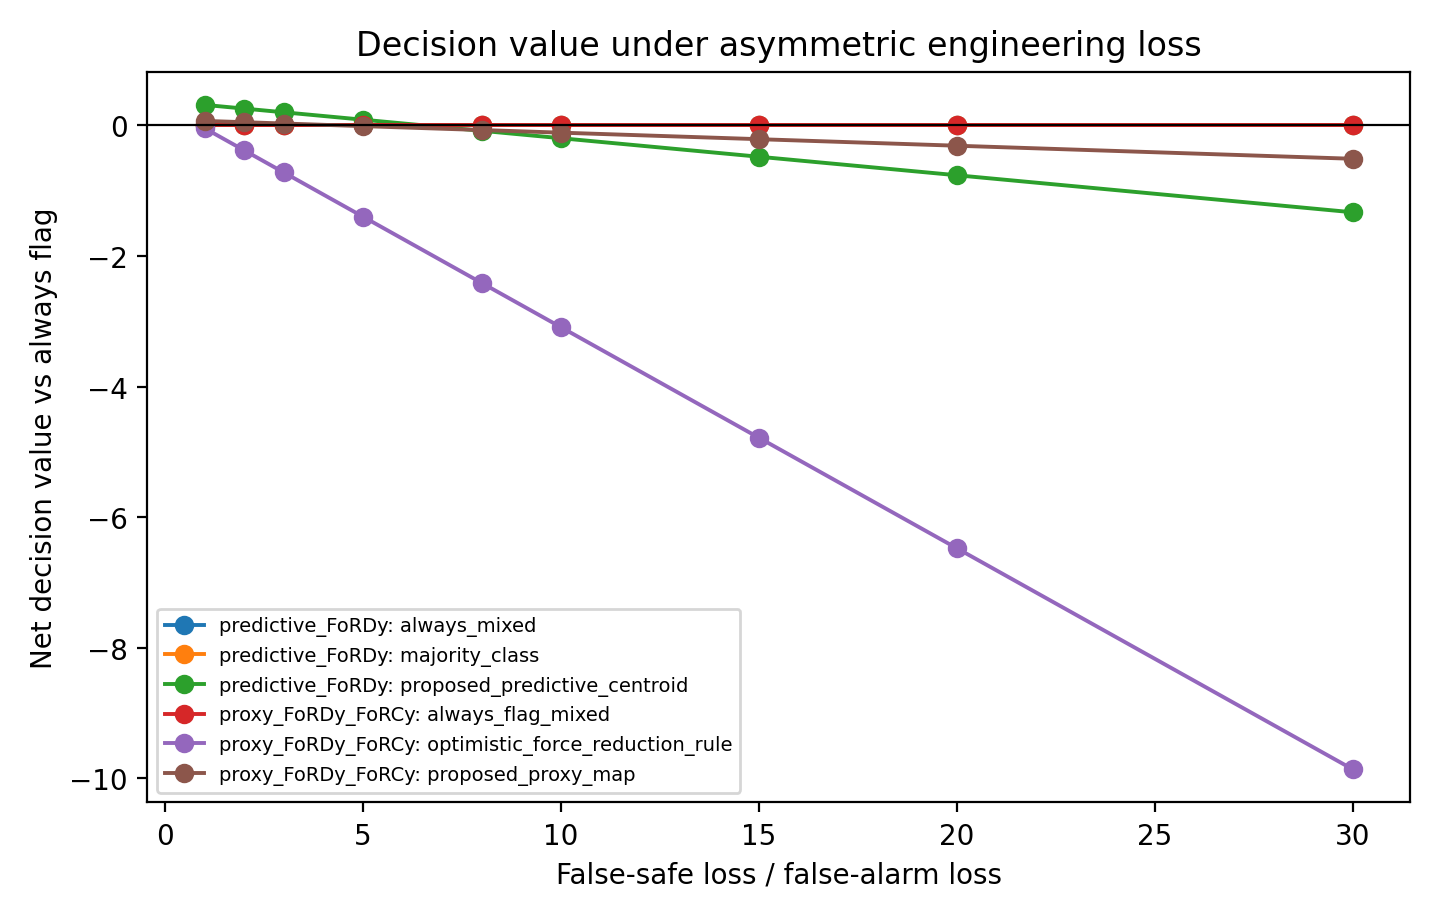 Decision value under asymmetric engineering loss
Net decision value vs always flag
0
−2
−4
−6
−8
−10
predictive_FoRDy: always_mixed
predictive_FoRDy: majority_class
predictive_FoRDy: proposed_predictive_centroid
proxy_FoRDy_FoRCy: always_flag_mixed
proxy_FoRDy_FoRCy: optimistic_force_reduction_rule
proxy_FoRDy_FoRCy: proposed_proxy_map
0 5 10 15 20 25 30
False-safe loss / false-alarm loss